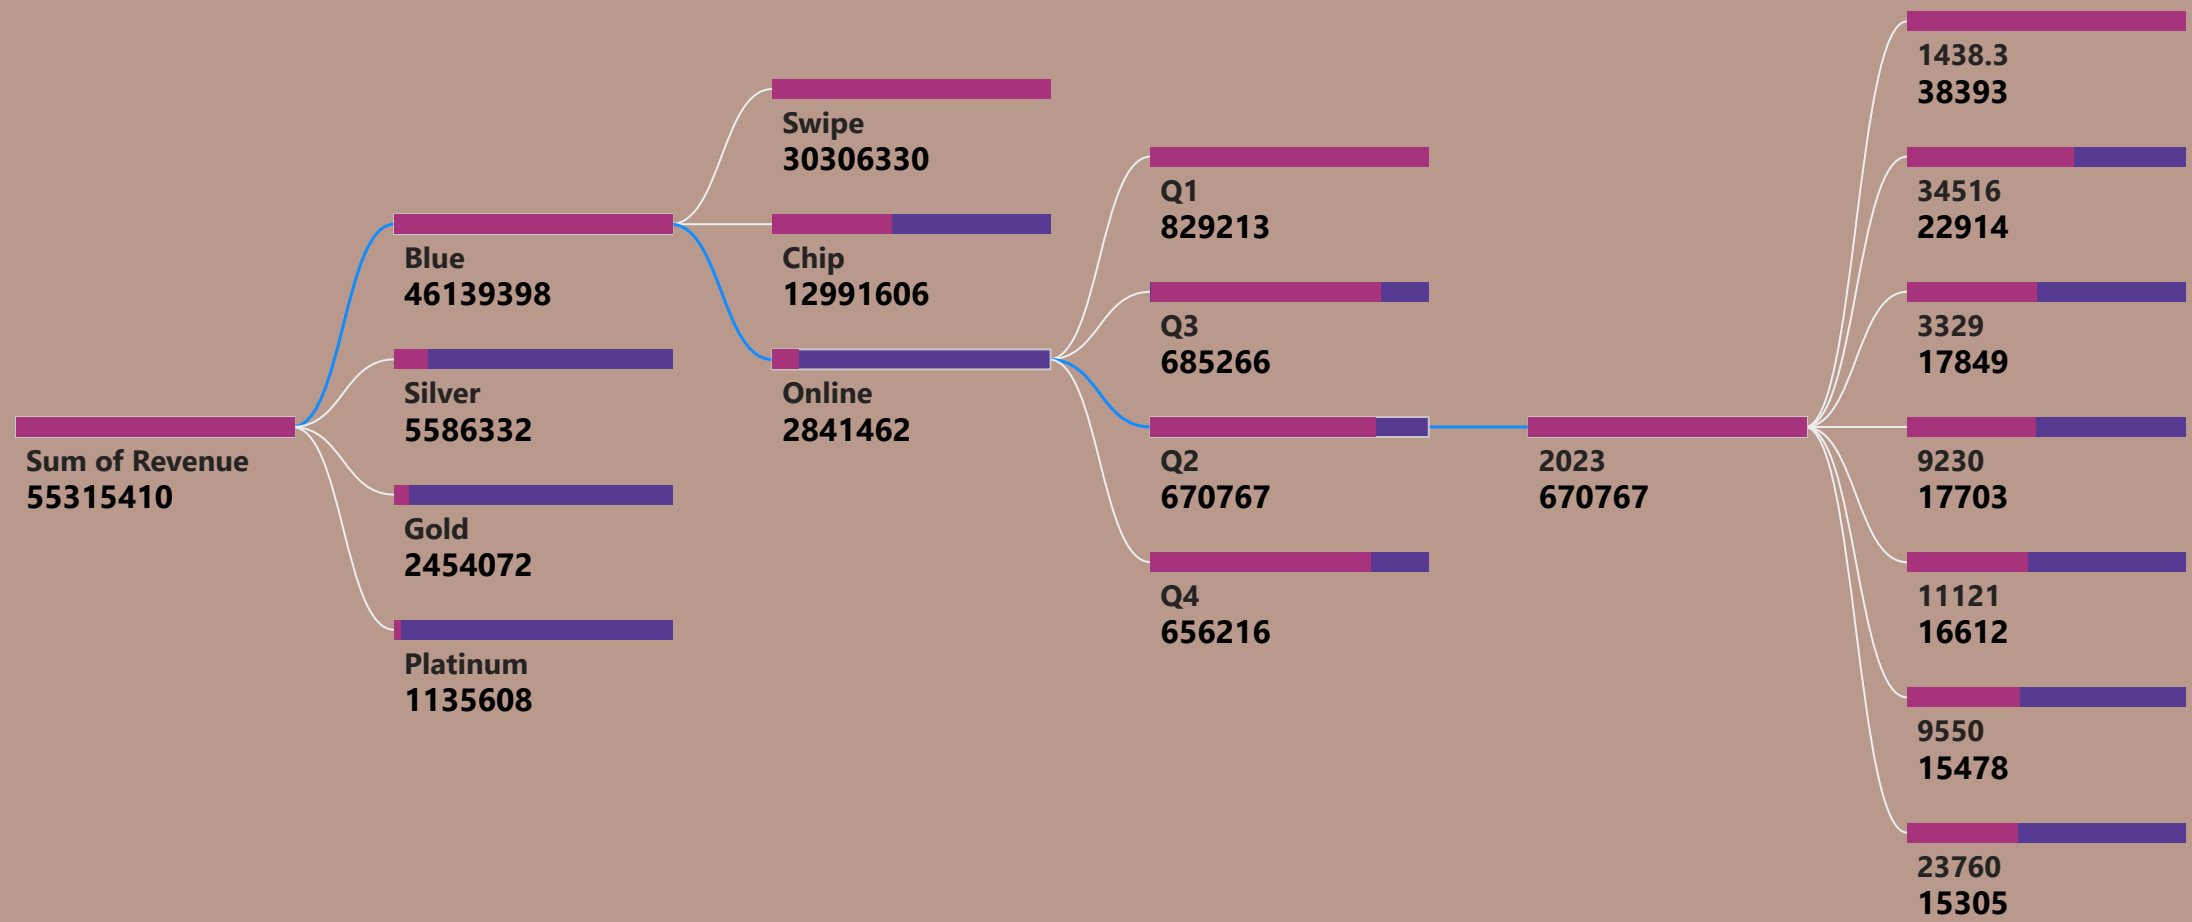 Sum of Revenue
55315410
Blue
46139398
Silver
5586332
Gold
2454072
Platinum
1135608
Swipe
30306330
Chip
12991606
Online
2841462
Q1
829213
Q3
685266
Q2
670767
Q4
656216
2023
670767
1438.3
38393
34516
22914
3329
17849
9230
17703
11121
16612
9550
15478
23760
15305